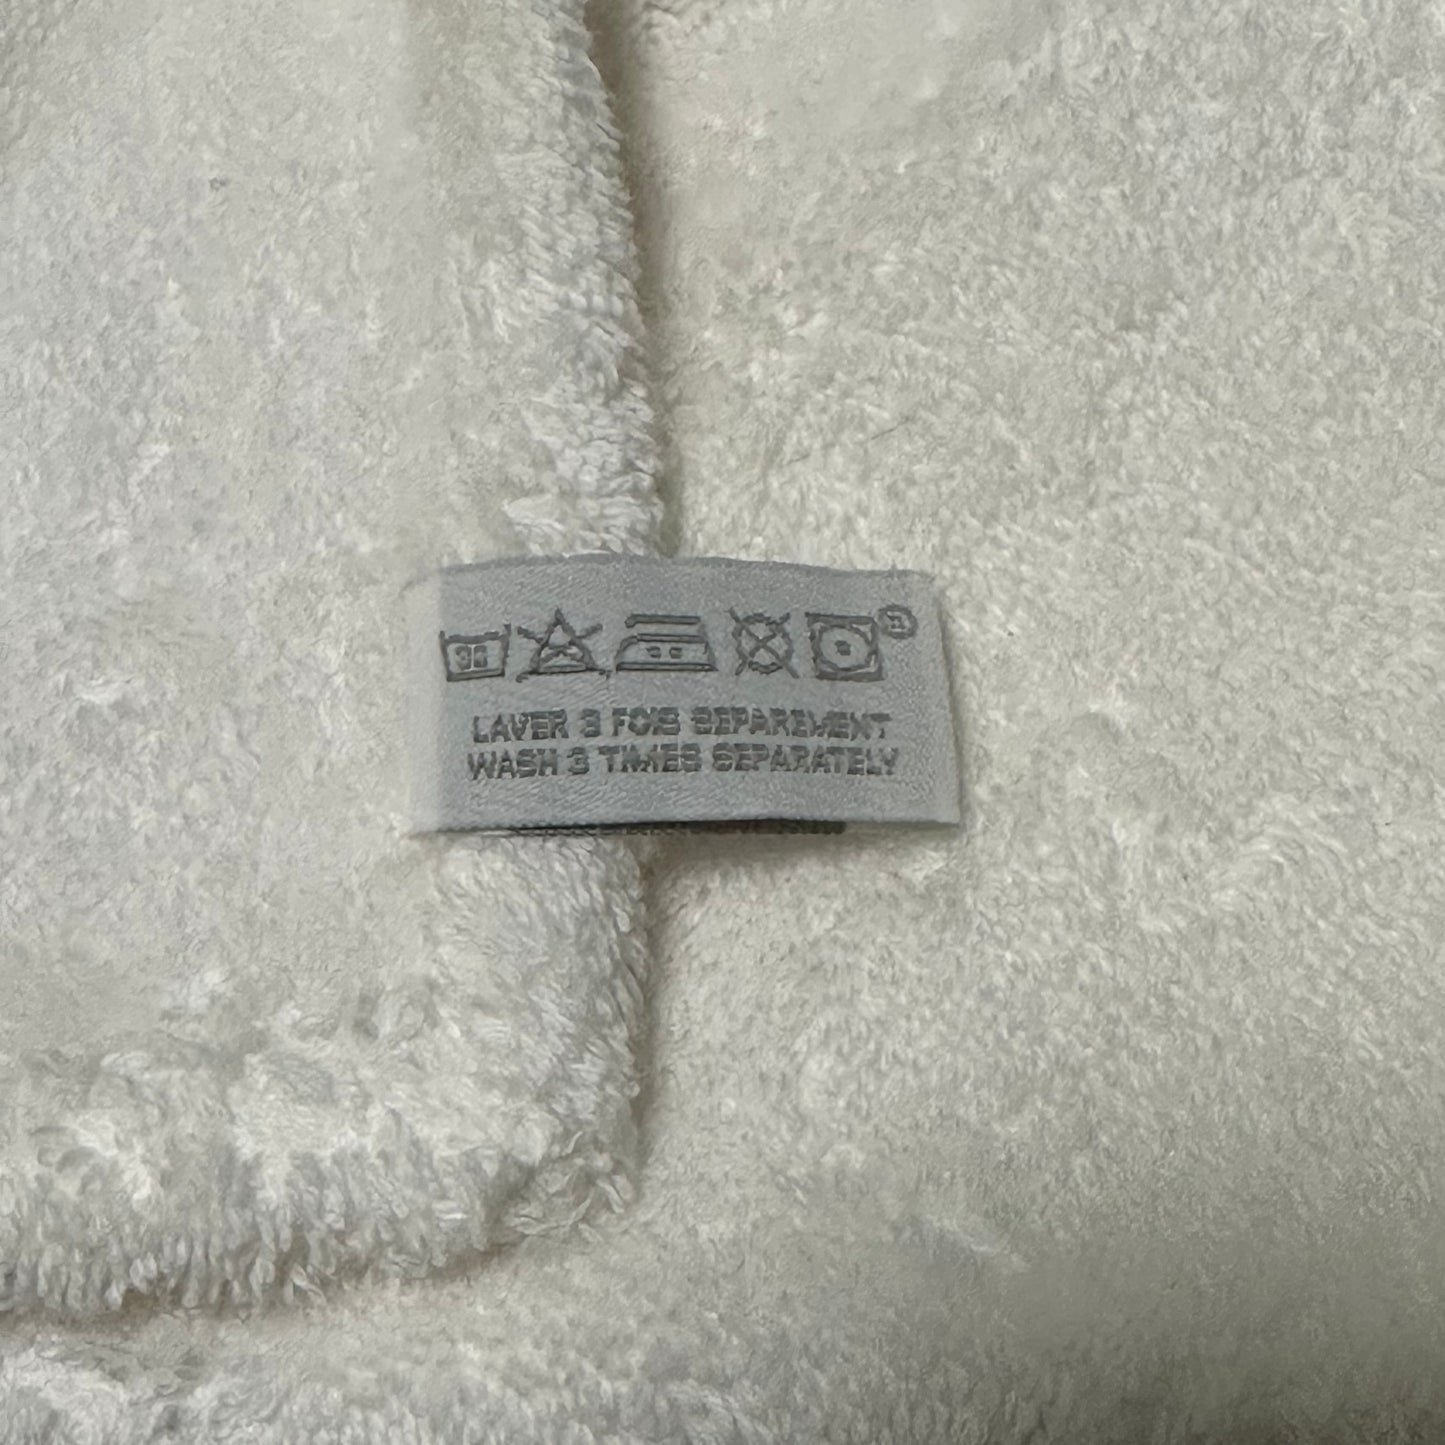 LAVER 3 FOIS SEPAREMENT
WASH 3 TIMES SEPARATELY